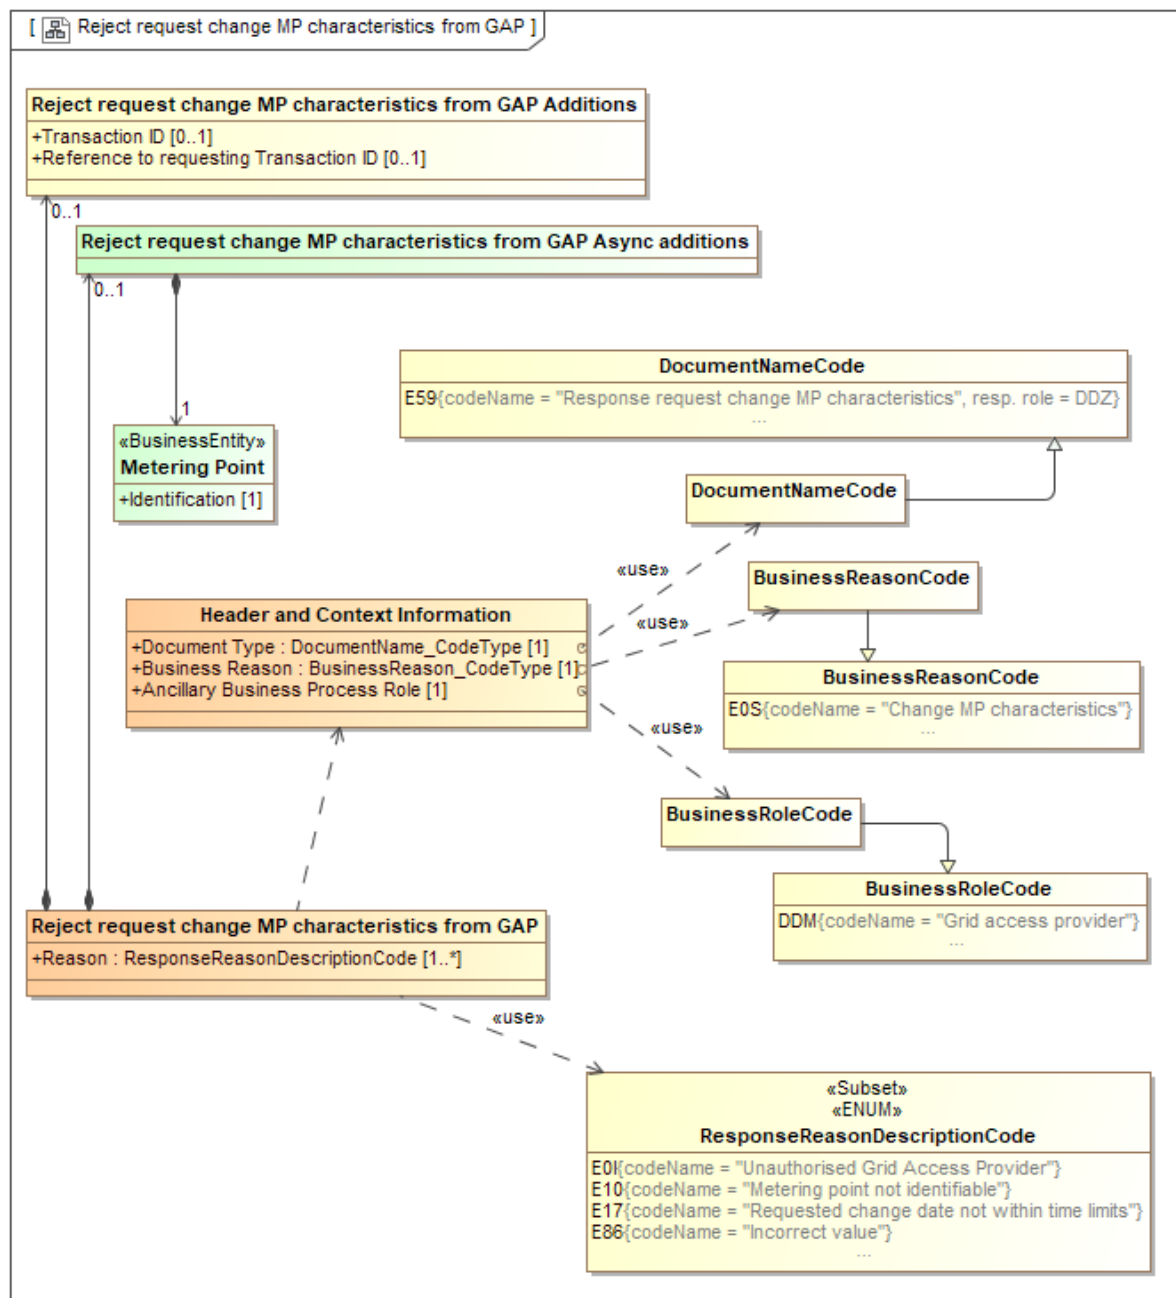 [ Reject request change MP characteristics from GAP ]
Reject request change MP characteristics from GAP Additions
+Transaction ID [0..1]
+Reference to requesting Transaction ID [0..1]
0..1
Reject request change MP characteristics from GAP Async additions
0..1
1
«BusinessEntity»
Metering Point
+Identification [1]
DocumentNameCode
E59{codeName = "Response request change MP characteristics", resp. role = DDZ}
...
DocumentNameCode
«use»
BusinessReasonCode
«use»
Header and Context Information
+Document Type : DocumentName_CodeType [1]
+Business Reason : BusinessReason_CodeType [1]
+Ancillary Business Process Role [1]
BusinessReasonCode
E0S{codeName = "Change MP characteristics"}
...
«use»
BusinessRoleCode
BusinessRoleCode
DDM{codeName = "Grid access provider"}
...
Reject request change MP characteristics from GAP
+Reason : ResponseReasonDescriptionCode [1..*]
«use»
«Subset»
«ENUM»
ResponseReasonDescriptionCode
E0I{codeName = "Unauthorised Grid Access Provider"}
E10{codeName = "Metering point not identifiable"}
E17{codeName = "Requested change date not within time limits"}
E86{codeName = "Incorrect value"}
...